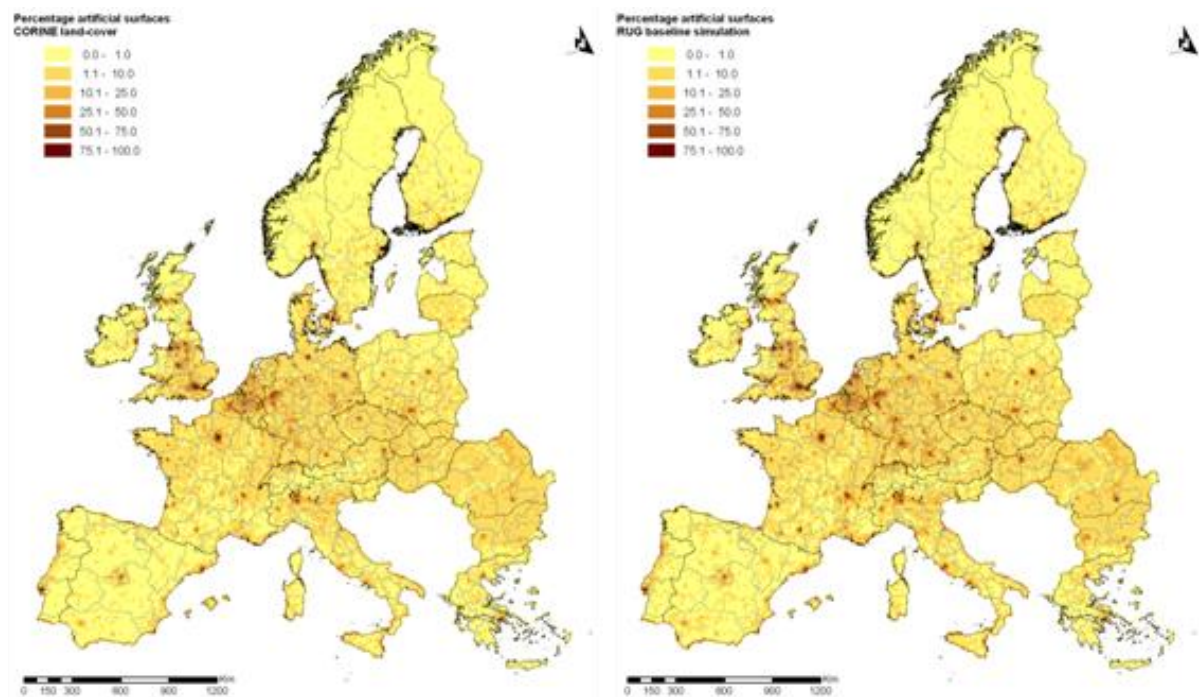 Percentage artificial surfaces
CORINE land-cover
0.0 - 1.0
1.1 - 10.0
10.1 - 25.0
25.1 - 50.0
50.1 - 75.0
75.1 - 100.0
0 150 300 600 900 1200
Percentage artificial surfaces
RUG baseline simulation
0.0 - 1.0
1.1 - 10.0
10.1 - 25.0
25.1 - 50.0
50.1 - 75.0
75.1 - 100.0
0 150 300 600 900 1200